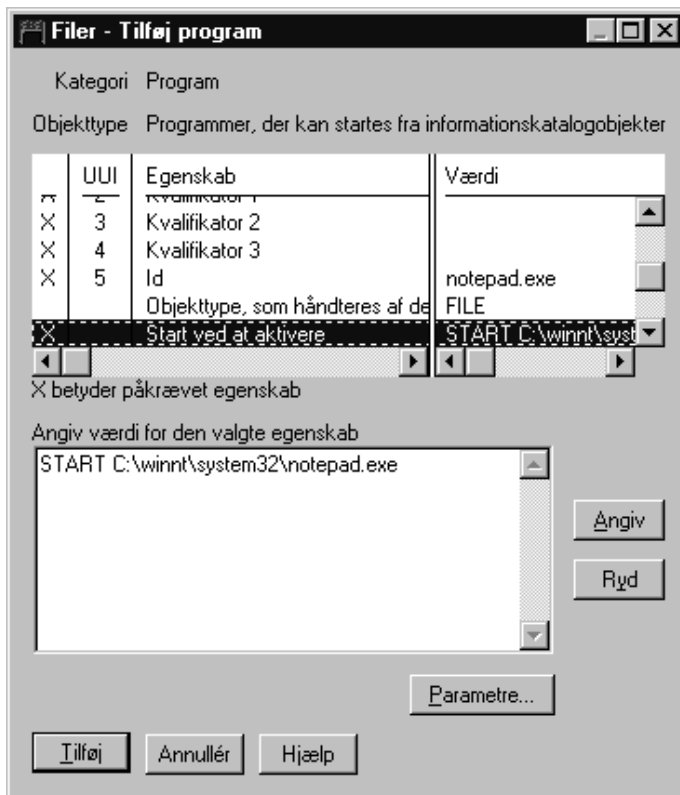 Filer - Tilføj program
Kategori Program
Objekttype Programmer, der kan startes fra informationskatalogobjekter
UUI Egenskab Værdi
X 3 Kvalifikator 2
X 4 Kvalifikator 3
X 5 Id notepad.exe
Objekttype, som håndteres af de FILE
X Start ved at aktivere START C:\winnt\syst
X betyder påkrævet egenskab
Angiv værdi for den valgte egenskab
START C:\winnt\system32\notepad.exe
Angiv
Ryd
Parametre...
Tilføj Annullér Hjælp